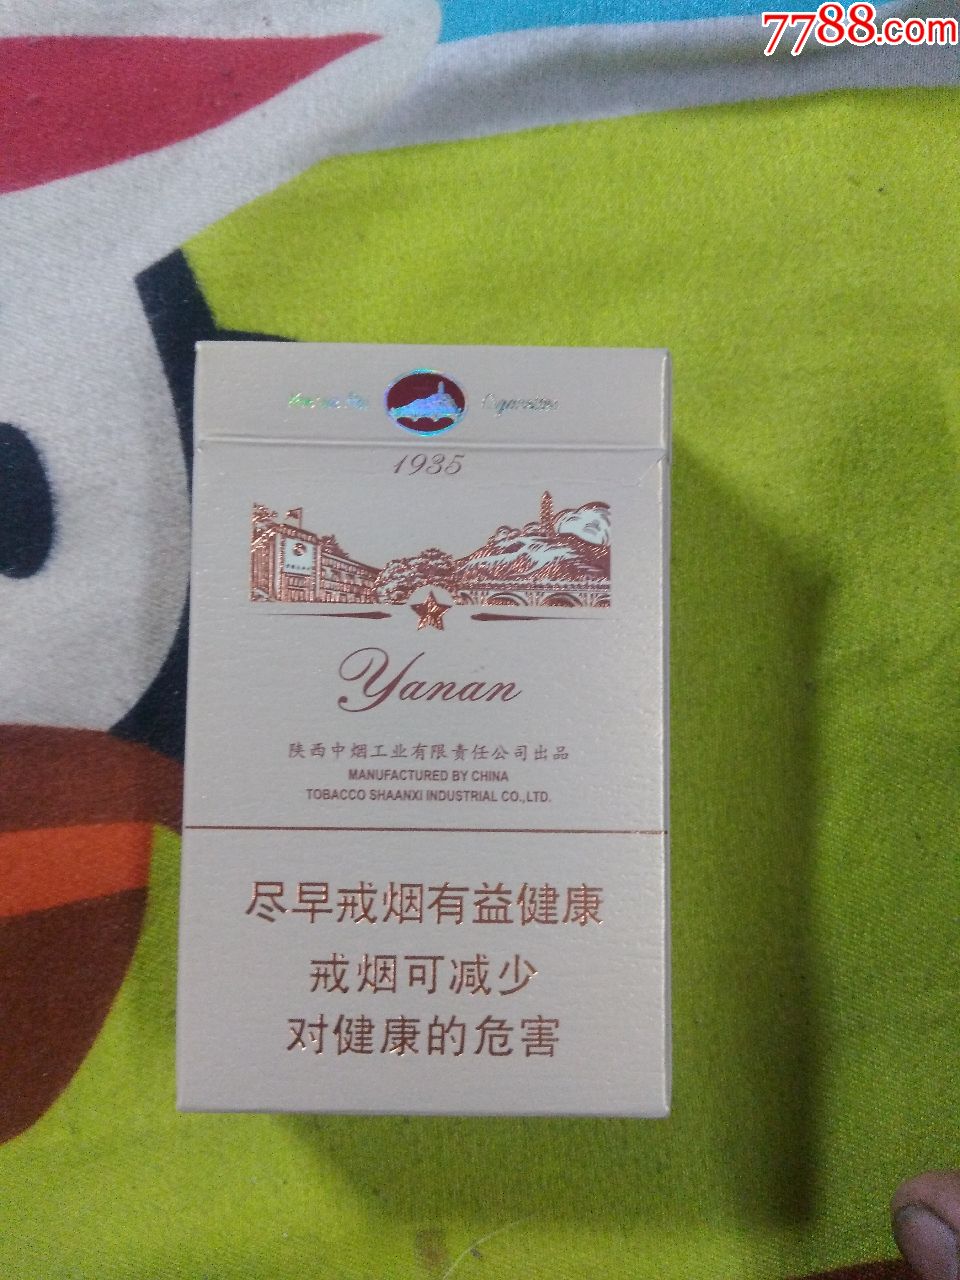 7788.com
Cigarettes
1935
Yanan
陕西中烟工业有限责任公司出品
MANUFACTURED BY CHINA
TOBACCO SHAANXI INDUSTRIAL CO.,LTD.
尽早戒烟有益健康
戒烟可减少
对健康的危害